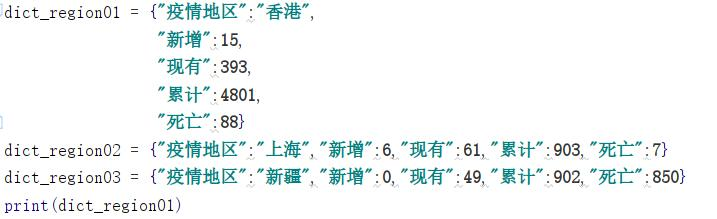 dict_region01 = {"疫情地区":"香港",
"新增":15,
"现有":393,
"累计":4801,
"死亡":88}
dict_region02 = {"疫情地区":"上海","新增":6,"现有":61,"累计":903,"死亡":7}
dict_region03 = {"疫情地区":"新疆","新增":0,"现有":49,"累计":902,"死亡":850}
print(dict_region01)